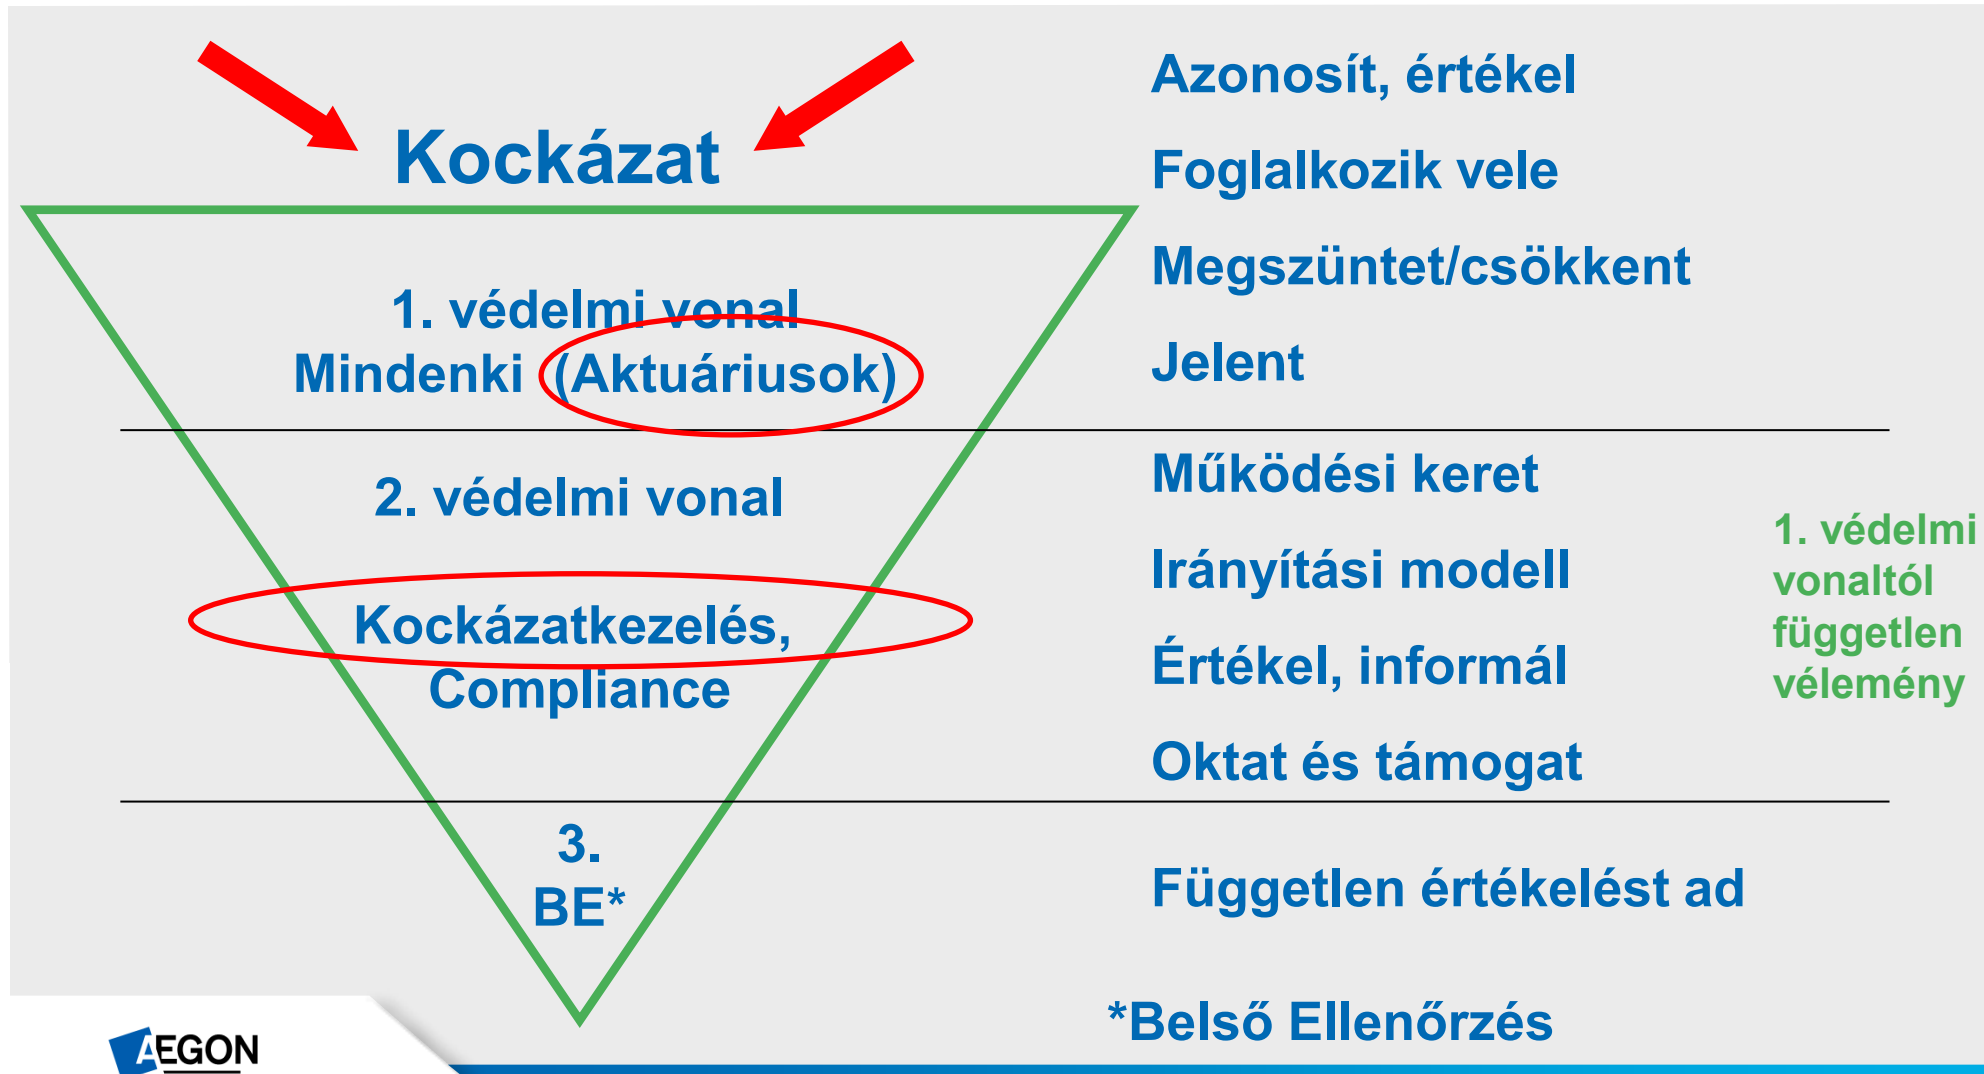 Kockázat
1. védelmi vonal
Mindenki (Aktuáriusok)
Azonosít, értékel
Foglalkozik vele
Megszüntet/csökkent
Jelent
2. védelmi vonal
Kockázatkezelés,
Compliance
Működési keret
Irányítási modell
Értékel, informál
Oktat és támogat
1. védelmi
vonaltól
független
vélemény
3.
BE*
Független értékelést ad
*Belső Ellenőrzés
AEGON